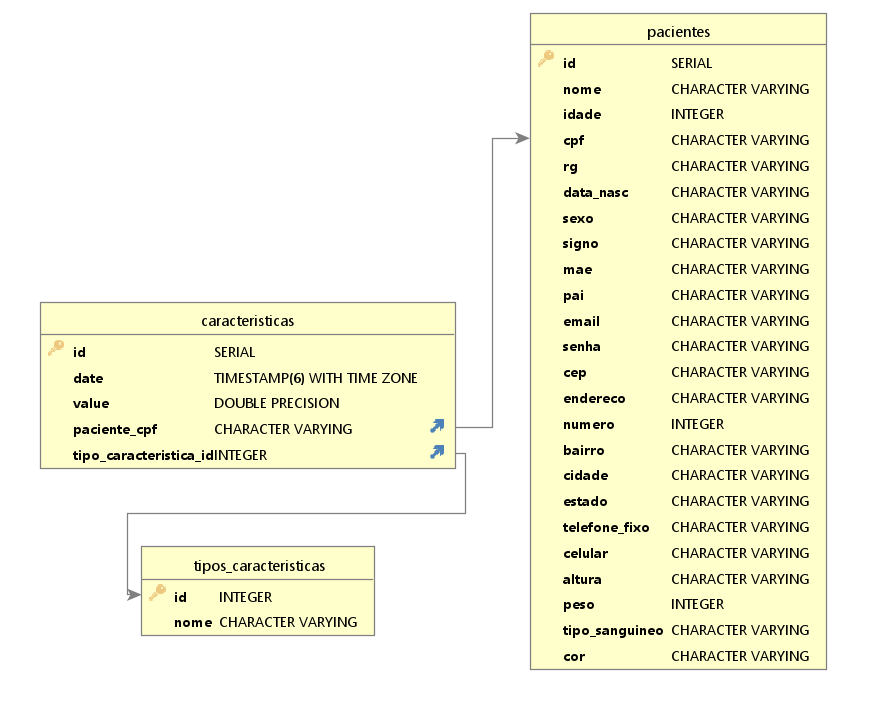 pacientes
id SERIAL
nome CHARACTER VARYING
idade INTEGER
cpf CHARACTER VARYING
rg CHARACTER VARYING
data_nasc CHARACTER VARYING
sexo CHARACTER VARYING
signo CHARACTER VARYING
mae CHARACTER VARYING
pai CHARACTER VARYING
email CHARACTER VARYING
senha CHARACTER VARYING
cep CHARACTER VARYING
endereco CHARACTER VARYING
numero INTEGER
bairro CHARACTER VARYING
cidade CHARACTER VARYING
estado CHARACTER VARYING
telefone_fixo CHARACTER VARYING
celular CHARACTER VARYING
altura CHARACTER VARYING
peso INTEGER
tipo_sanguineo CHARACTER VARYING
cor CHARACTER VARYING
caracteristicas
id SERIAL
date TIMESTAMP(6) WITH TIME ZONE
value DOUBLE PRECISION
paciente_cpf CHARACTER VARYING
tipo_caracteristica_id INTEGER
tipos_caracteristicas
id INTEGER
nome CHARACTER VARYING